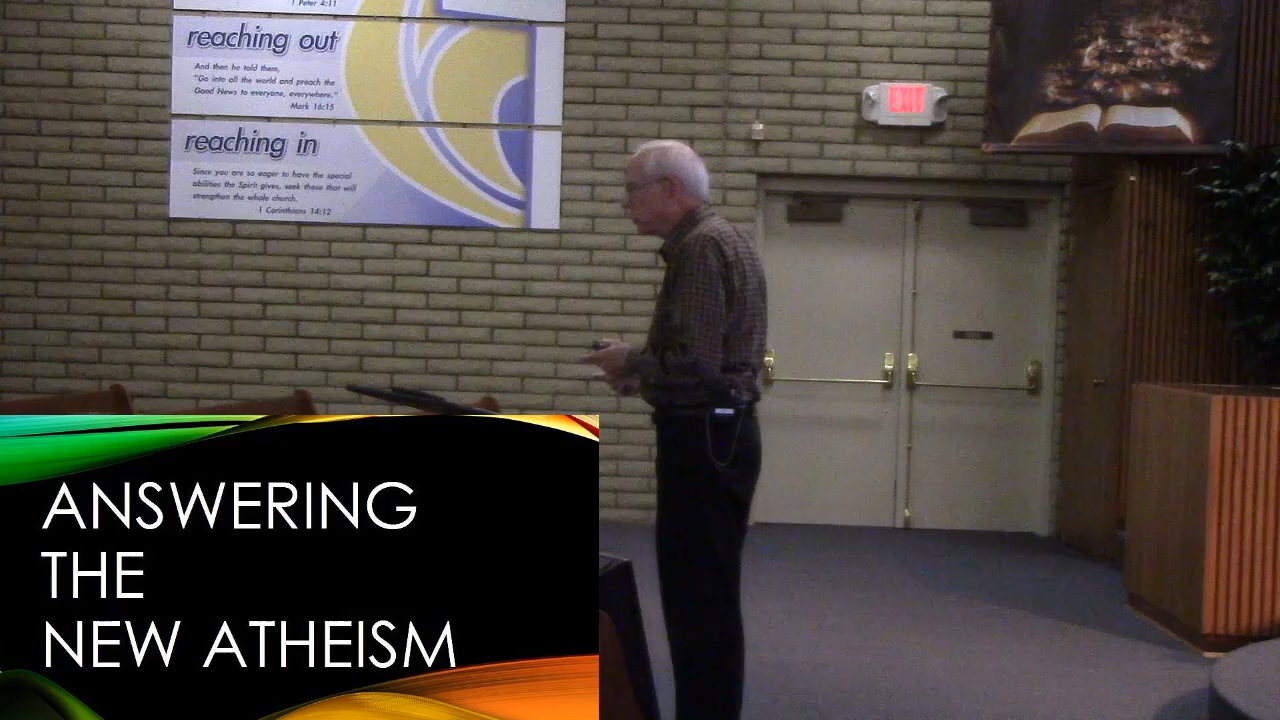 1 Peter 4:11
reaching out
And then he told them,
"Go into all the world and preach the
Good News to everyone, everywhere."
Mark 16:15
reaching in
Since you are so eager to have the special
abilities the Spirit gives, seek those that will
strengthen the whole church.
1 Corinthians 14:12
EXIT
ANSWERING
THE
NEW ATHEISM